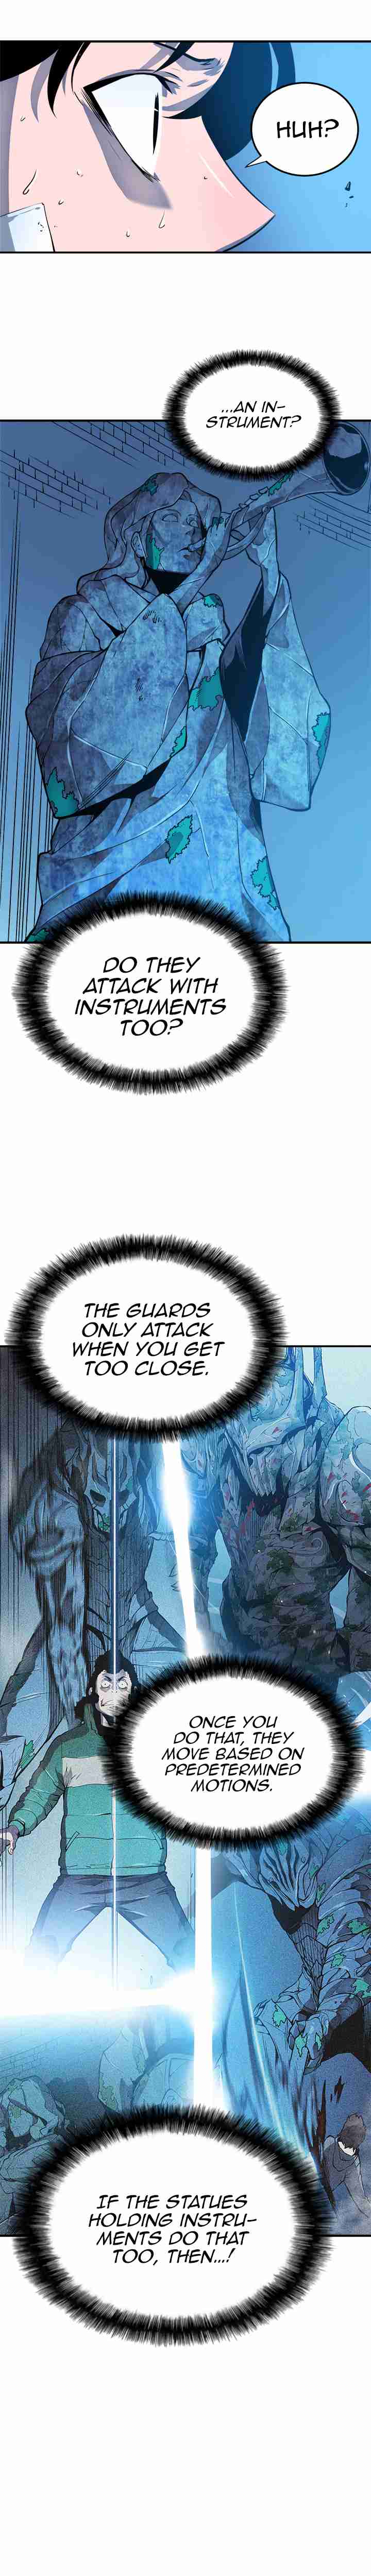 HUH?
...AN IN-
STRUMENT?
DO THEY
ATTACK WITH
INSTRUMENTS
TOO?
THE GUARDS
ONLY ATTACK
WHEN YOU GET
TOO CLOSE.
ONCE YOU
DO THAT, THEY
MOVE BASED ON
PREDETERMINED
MOTIONS.
IF THE STATUES
HOLDING INSTRU-
MENTS DO THAT
TOO, THEN...!